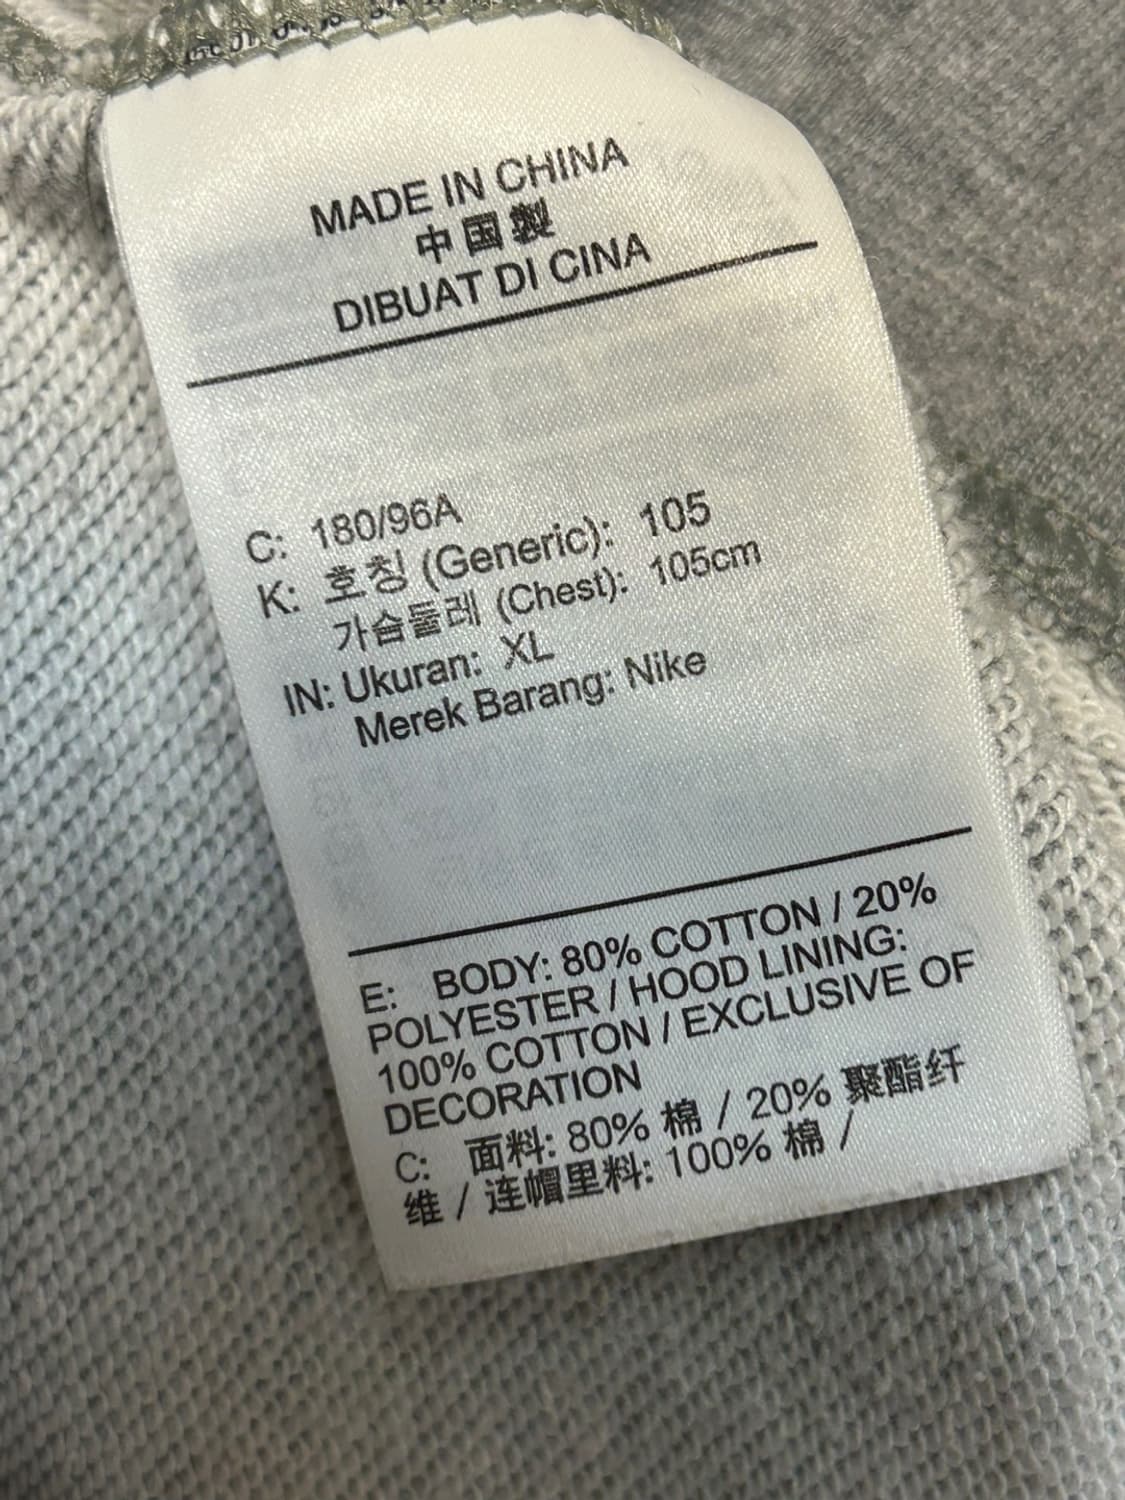 MADE IN CHINA
中国製
DIBUAT DI CINA
C: 180/96A
K: 호칭 (Generic): 105
가슴둘레 (Chest): 105cm
IN: Ukuran: XL
Merek Barang: Nike
E: BODY: 80% COTTON / 20%
POLYESTER / HOOD LINING:
100% COTTON / EXCLUSIVE OF
DECORATION
C: 面料: 80% 棉 / 20% 聚酯纤
维 / 连帽里料: 100% 棉 /